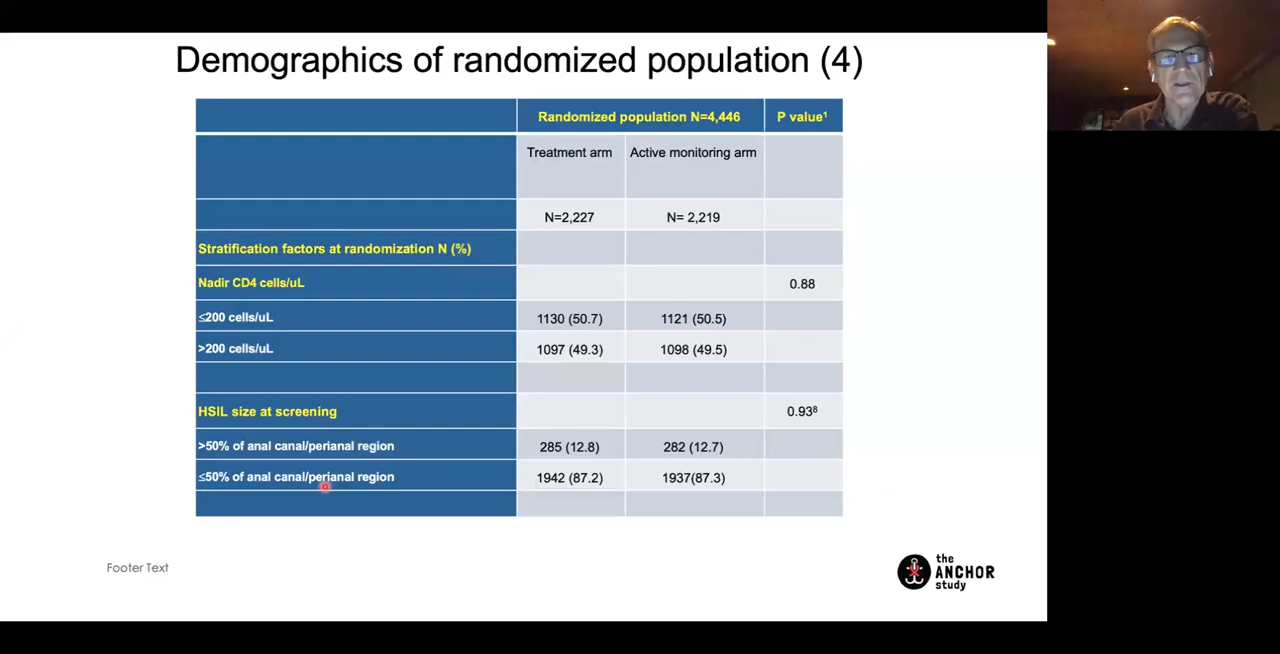 Demographics of randomized population (4)
Randomized population N=4,446 P value¹
Treatment arm Active monitoring arm
N=2,227 N= 2,219
Stratification factors at randomization N (%)
Nadir CD4 cells/uL 0.88
≤200 cells/uL 1130 (50.7) 1121 (50.5)
>200 cells/uL 1097 (49.3) 1098 (49.5)
HSIL size at screening 0.93⁸
>50% of anal canal/perianal region 285 (12.8) 282 (12.7)
≤50% of anal canal/perianal region 1942 (87.2) 1937(87.3)
Footer Text
the
ANCHOR
study